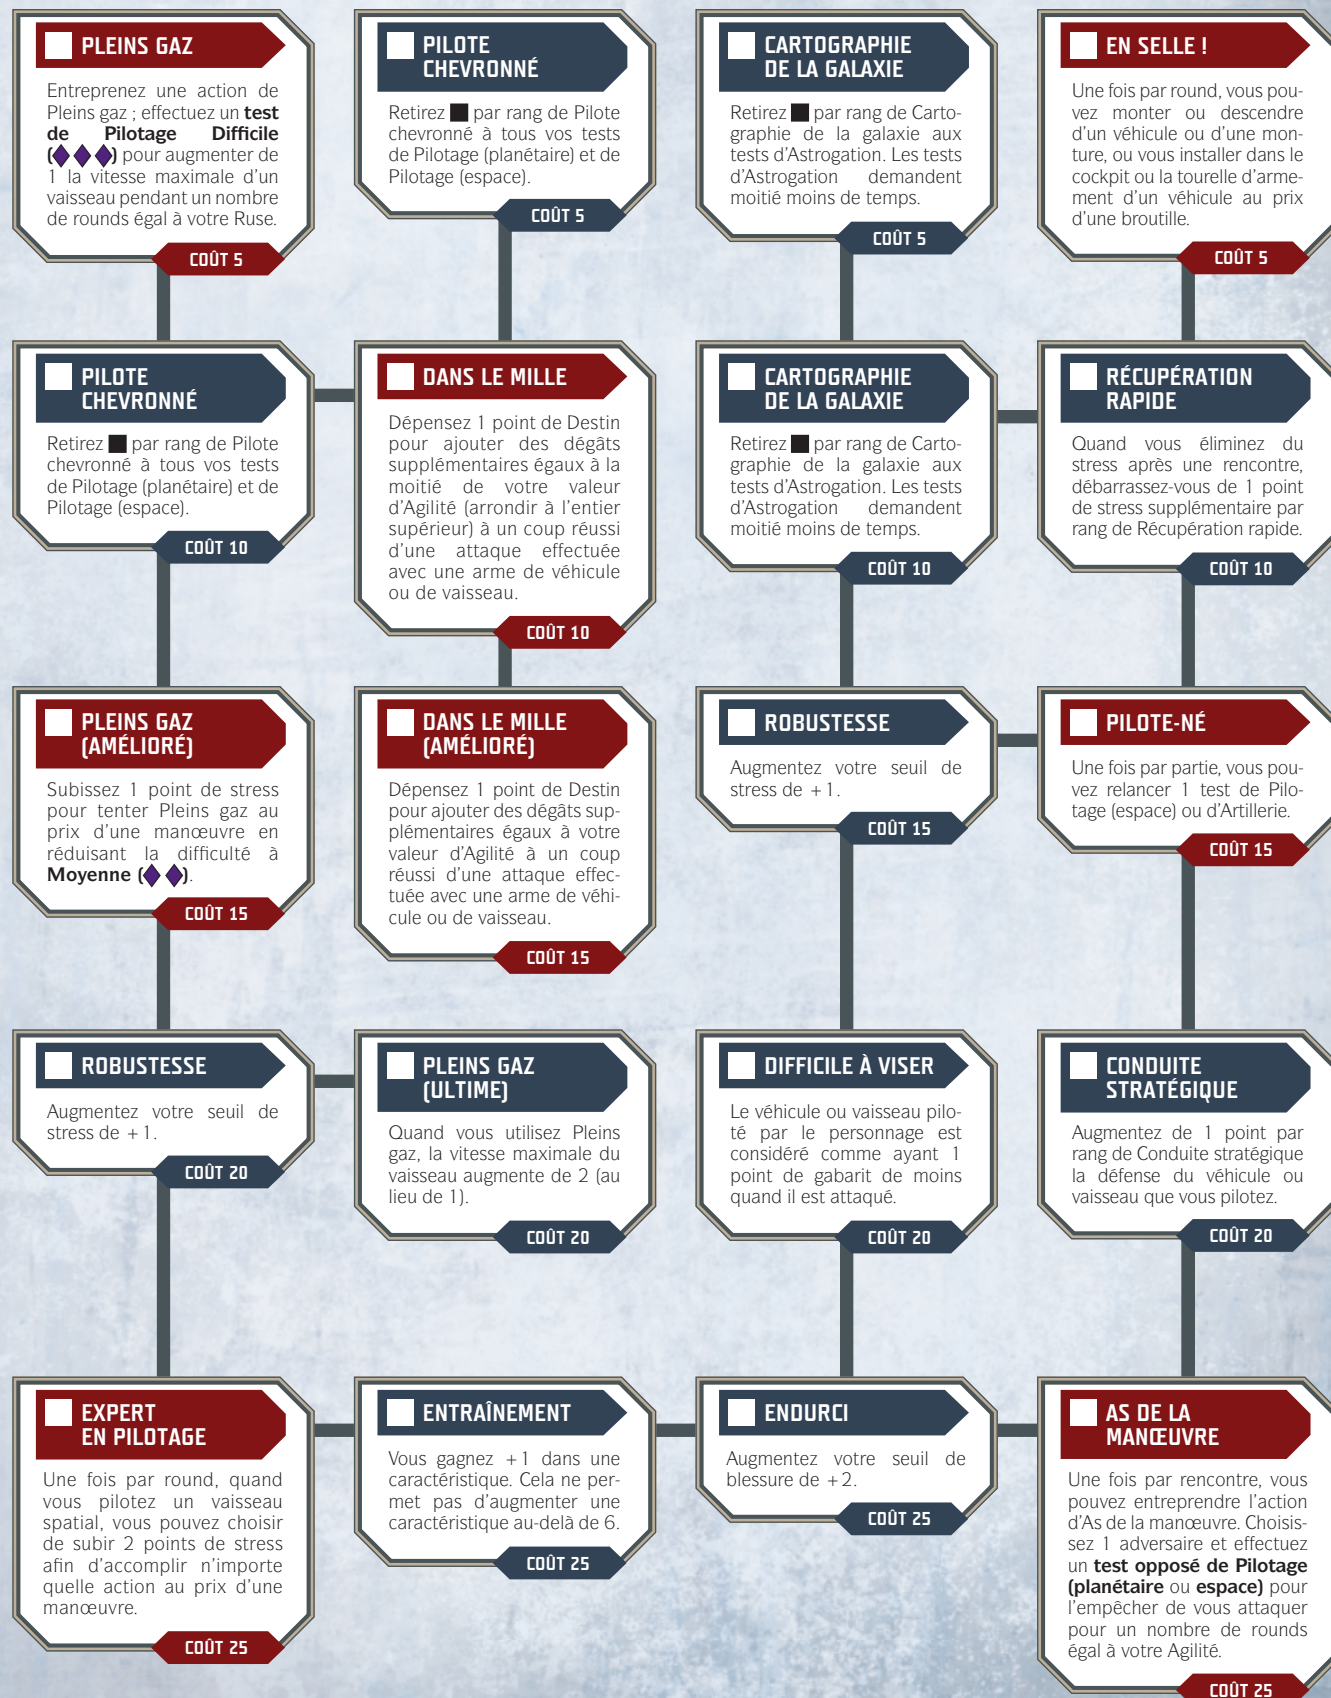 PLEINS GAZ
Entreprenez une action de
Pleins gaz ; effectuez un test
de Pilotage Difficile
(◆ ◆ ◆) pour augmenter de
1 la vitesse maximale d'un
vaisseau pendant un nombre
de rounds égal à votre Ruse.
COÛT 5
PILOTE
CHEVRONNÉ
Retirez ■ par rang de Pilote
chevronné à tous vos tests
de Pilotage (planétaire) et de
Pilotage (espace).
COÛT 5
CARTOGRAPHIE
DE LA GALAXIE
Retirez ■ par rang de Carto-
graphie de la galaxie aux
tests d'Astrogation. Les tests
d'Astrogation demandent
moitié moins de temps.
COÛT 5
EN SELLE !
Une fois par round, vous pou-
vez monter ou descendre
d'un véhicule ou d'une mon-
ture, ou vous installer dans le
cockpit ou la tourelle d'arme-
ment d'un véhicule au prix
d'une broutille.
COÛT 5
PILOTE
CHEVRONNÉ
Retirez ■ par rang de Pilote
chevronné à tous vos tests
de Pilotage (planétaire) et de
Pilotage (espace).
COÛT 10
DANS LE MILLE
Dépensez 1 point de Destin
pour ajouter des dégâts
supplémentaires égaux à la
moitié de votre valeur
d'Agilité (arrondir à l'entier
supérieur) à un coup réussi
d'une attaque effectuée
avec une arme de véhicule
ou de vaisseau.
COÛT 10
CARTOGRAPHIE
DE LA GALAXIE
Retirez ■ par rang de Carto-
graphie de la galaxie aux
tests d'Astrogation. Les tests
d'Astrogation demandent
moitié moins de temps.
COÛT 10
RÉCUPÉRATION
RAPIDE
Quand vous éliminez du
stress après une rencontre,
débarrassez-vous de 1 point
de stress supplémentaire par
rang de Récupération rapide.
COÛT 10
PLEINS GAZ
(AMÉLIORÉ)
Subissez 1 point de stress
pour tenter Pleins gaz au
prix d'une manœuvre en
réduisant la difficulté à
Moyenne (◆ ◆).
COÛT 15
DANS LE MILLE
(AMÉLIORÉ)
Dépensez 1 point de Destin
pour ajouter des dégâts sup-
plémentaires égaux à votre
valeur d'Agilité à un coup
réussi d'une attaque effec-
tuée avec une arme de véhi-
cule ou de vaisseau.
COÛT 15
ROBUSTESSE
Augmentez votre seuil de
stress de +1.
COÛT 15
PILOTE-NÉ
Une fois par partie, vous pou-
vez relancer 1 test de Pilo-
tage (espace) ou d'Artillerie.
COÛT 15
ROBUSTESSE
Augmentez votre seuil de
stress de +1.
COÛT 20
PLEINS GAZ
(ULTIME)
Quand vous utilisez Pleins
gaz, la vitesse maximale du
vaisseau augmente de 2 (au
lieu de 1).
COÛT 20
DIFFICILE À VISER
Le véhicule ou vaisseau pilo-
té par le personnage est
considéré comme ayant 1
point de gabarit de moins
quand il est attaqué.
COÛT 20
CONDUITE
STRATÉGIQUE
Augmentez de 1 point par
rang de Conduite stratégique
la défense du véhicule ou
vaisseau que vous pilotez.
COÛT 20
EXPERT
EN PILOTAGE
Une fois par round, quand
vous pilotez un vaisseau
spatial, vous pouvez choisir
de subir 2 points de stress
afin d'accomplir n'importe
quelle action au prix d'une
manœuvre.
COÛT 25
ENTRAÎNEMENT
Vous gagnez +1 dans une
caractéristique. Cela ne per-
met pas d'augmenter une
caractéristique au-delà de 6.
COÛT 25
ENDURCI
Augmentez votre seuil de
blessure de +2.
COÛT 25
AS DE LA
MANŒUVRE
Une fois par rencontre, vous
pouvez entreprendre l'action
d'As de la manœuvre. Choisis-
sez 1 adversaire et effectuez
un test opposé de Pilotage
(planétaire ou espace) pour
l'empêcher de vous attaquer
pour un nombre de rounds
égal à votre Agilité.
COÛT 25